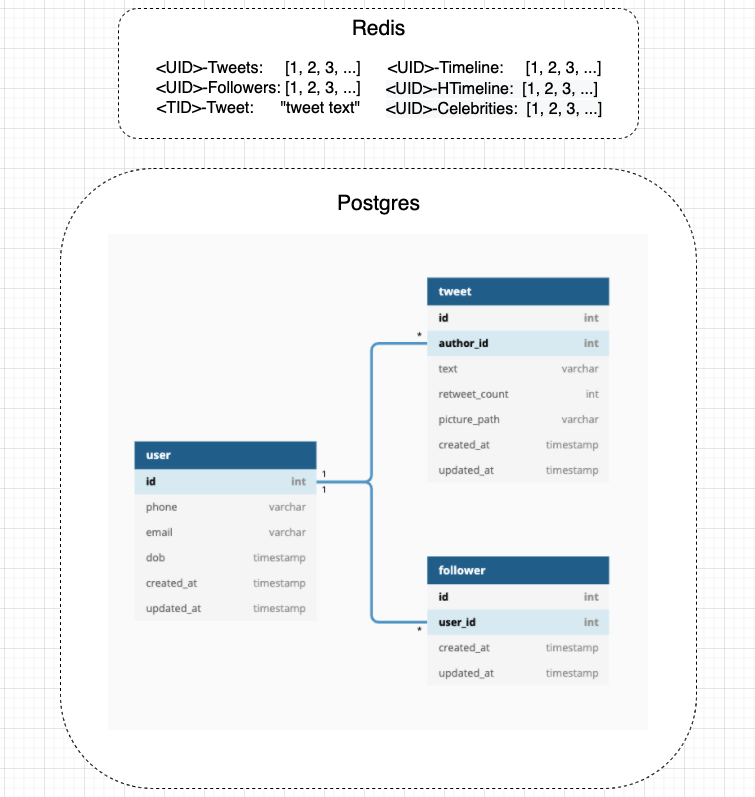 Redis
<UID>-Tweets: [1, 2, 3, ...] <UID>-Timeline: [1, 2, 3, ...]
<UID>-Followers: [1, 2, 3, ...] <UID>-HTimeline: [1, 2, 3, ...]
<TID>-Tweet: "tweet text" <UID>-Celebrities: [1, 2, 3, ...]
Postgres
tweet
id int
* author_id int
text varchar
retweet_count int
picture_path varchar
created_at timestamp
updated_at timestamp
user
id int 1
1
phone varchar
email varchar
dob timestamp
created_at timestamp
updated_at timestamp
follower
id int
* user_id int
created_at timestamp
updated_at timestamp